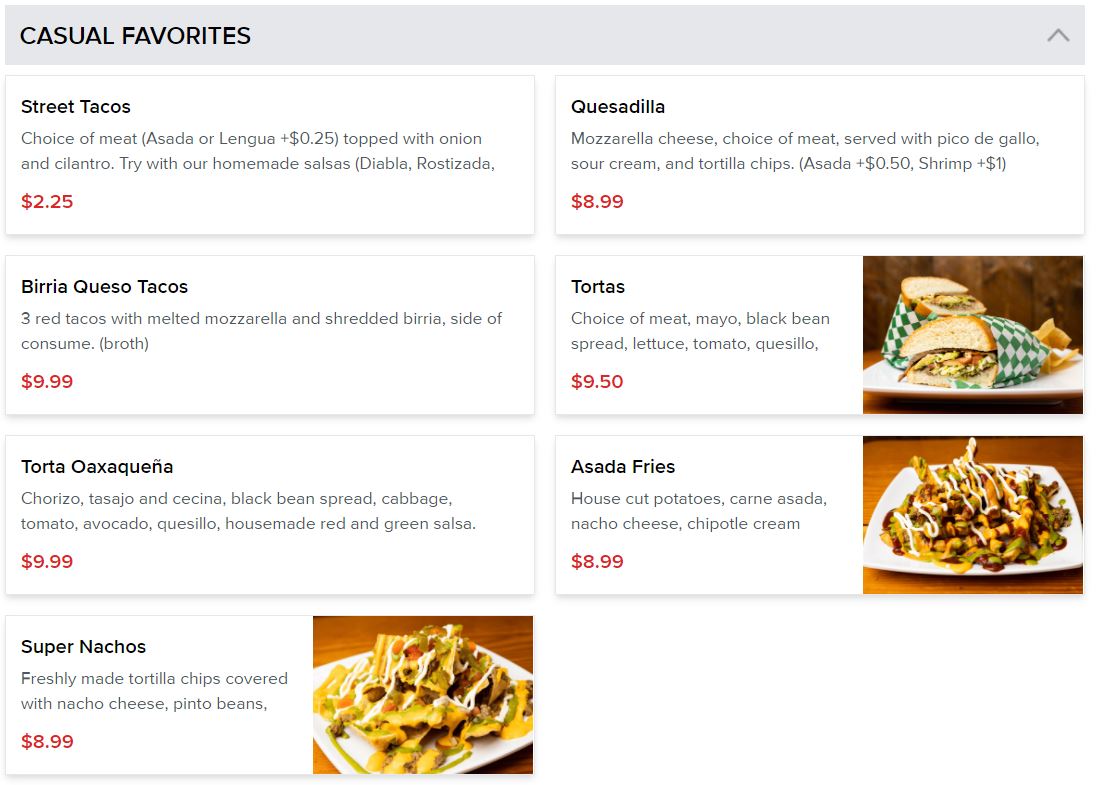 CASUAL FAVORITES
Street Tacos
Choice of meat (Asada or Lengua +$0.25) topped with onion
and cilantro. Try with our homemade salsas (Diabla, Rostizada,
$2.25
Quesadilla
Mozzarella cheese, choice of meat, served with pico de gallo,
sour cream, and tortilla chips. (Asada +$0.50, Shrimp +$1)
$8.99
Birria Queso Tacos
3 red tacos with melted mozzarella and shredded birria, side of
consume. (broth)
$9.99
Tortas
Choice of meat, mayo, black bean
spread, lettuce, tomato, quesillo,
$9.50
Torta Oaxaqueña
Chorizo, tasajo and cecina, black bean spread, cabbage,
tomato, avocado, quesillo, housemade red and green salsa.
$9.99
Asada Fries
House cut potatoes, carne asada,
nacho cheese, chipotle cream
$8.99
Super Nachos
Freshly made tortilla chips covered
with nacho cheese, pinto beans,
$8.99